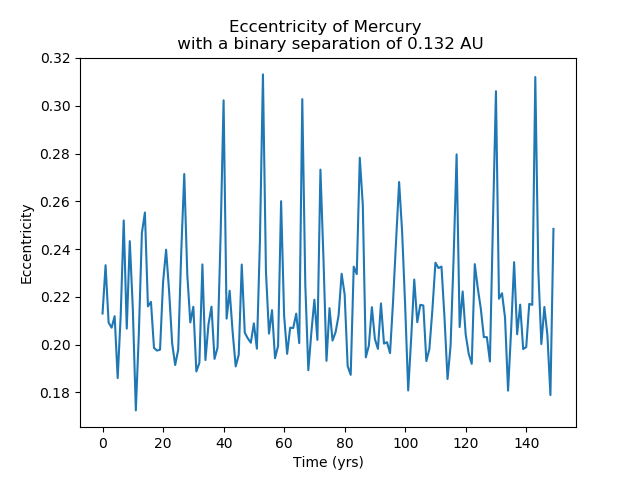 Eccentricity of Mercury
with a binary separation of 0.132 AU
0.32
0.30
0.28
0.26
0.24
0.22
0.20
0.18
Eccentricity
0 20 40 60 80 100 120 140
Time (yrs)